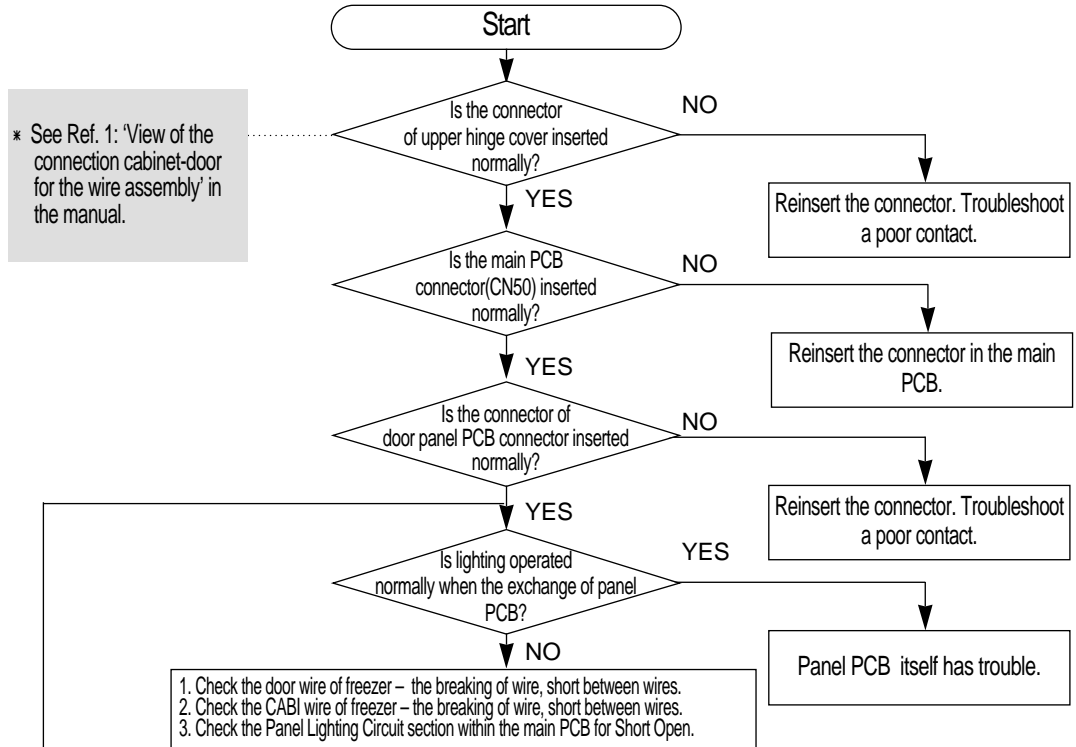 Start
Is the connector
of upper hinge cover inserted
normally?
NO
* See Ref. 1: ‘View of the
connection cabinet-door
for the wire assembly’ in
the manual.
Reinsert the connector. Troubleshoot
a poor contact.
YES
Is the main PCB
connector(CN50) inserted
normally?
NO
Reinsert the connector in the main
PCB.
YES
Is the connector of
door panel PCB connector inserted
normally?
NO
Reinsert the connector. Troubleshoot
a poor contact.
YES
Is lighting operated
normally when the exchange of panel
PCB?
YES
Panel PCB itself has trouble.
NO
1. Check the door wire of freezer – the breaking of wire, short between wires.
2. Check the CABI wire of freezer – the breaking of wire, short between wires.
3. Check the Panel Lighting Circuit section within the main PCB for Short Open.